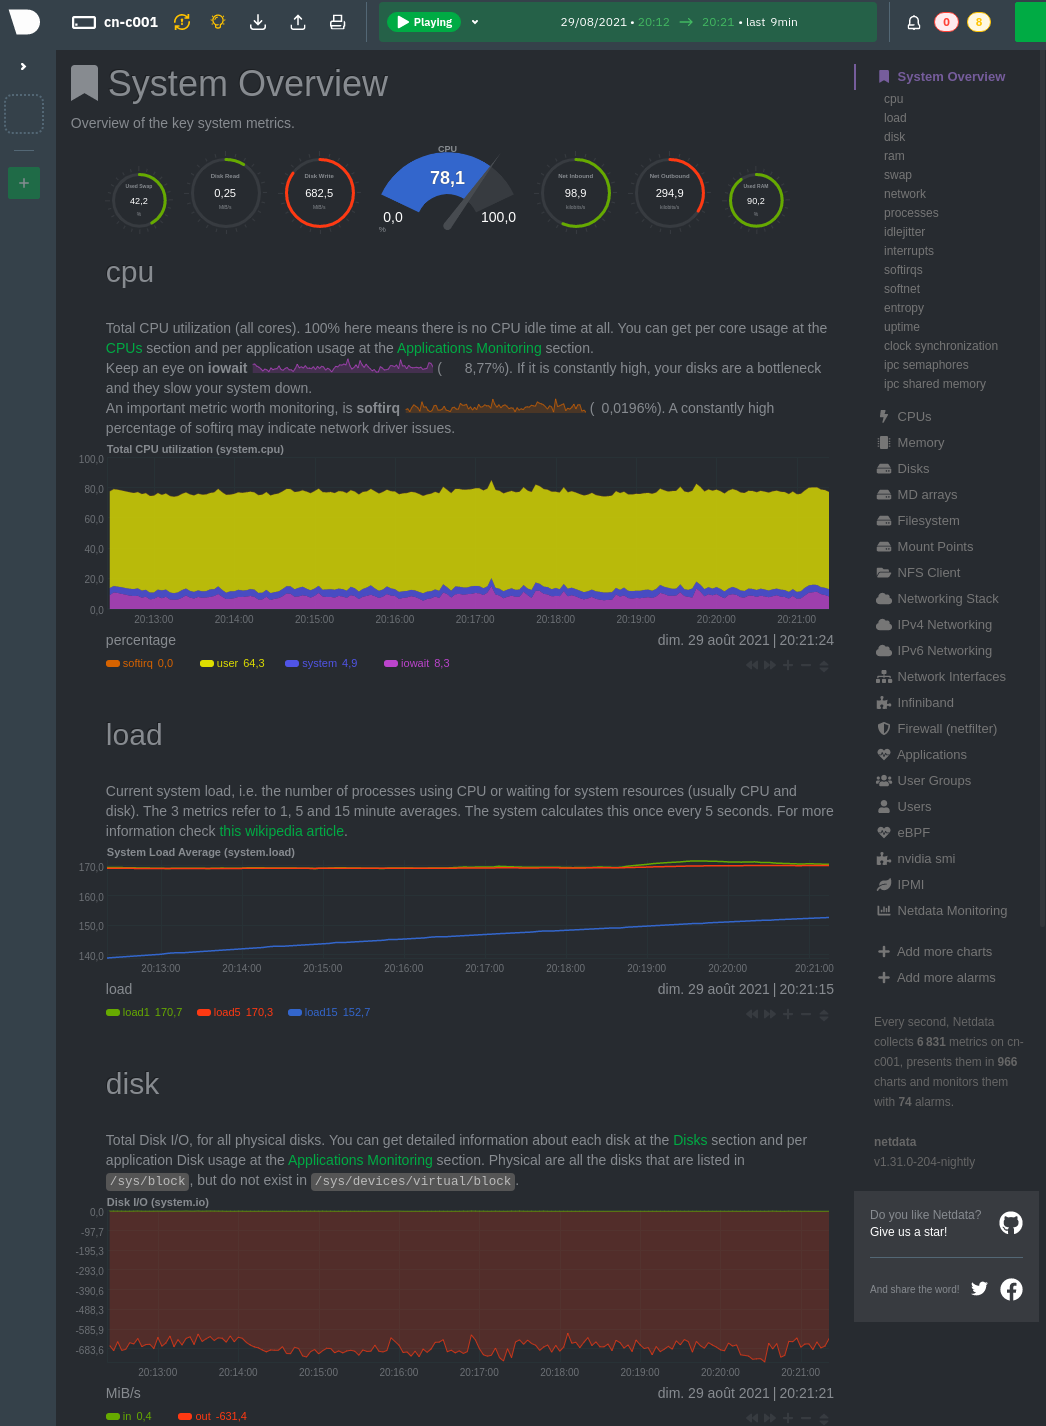 cn-c001
Playing
29/08/2021 • 20:12 → 20:21 • last 9min
0
8
System Overview
Overview of the key system metrics.
Used Swap
42,2
%
Disk Read
0,25
MiB/s
Disk Write
682,5
MiB/s
CPU
78,1
0,0
100,0
%
Net Inbound
98,9
kilobits/s
Net Outbound
294,9
kilobits/s
Used RAM
90,2
%
cpu
Total CPU utilization (all cores). 100% here means there is no CPU idle time at all. You can get per core usage at the
CPUs section and per application usage at the Applications Monitoring section.
Keep an eye on iowait ( 8,77%). If it is constantly high, your disks are a bottleneck
and they slow your system down.
An important metric worth monitoring, is softirq ( 0,0196%). A constantly high
percentage of softirq may indicate network driver issues.
Total CPU utilization (system.cpu)
100,0
80,0
60,0
40,0
20,0
0,0
20:13:00 20:14:00 20:15:00 20:16:00 20:17:00 20:18:00 20:19:00 20:20:00 20:21:00
percentage
dim. 29 août 2021 | 20:21:24
softirq 0,0 user 64,3 system 4,9 iowait 8,3
load
Current system load, i.e. the number of processes using CPU or waiting for system resources (usually CPU and
disk). The 3 metrics refer to 1, 5 and 15 minute averages. The system calculates this once every 5 seconds. For more
information check this wikipedia article.
System Load Average (system.load)
170,0
160,0
150,0
140,0
20:13:00 20:14:00 20:15:00 20:16:00 20:17:00 20:18:00 20:19:00 20:20:00 20:21:00
load
dim. 29 août 2021 | 20:21:15
load1 170,7 load5 170,3 load15 152,7
disk
Total Disk I/O, for all physical disks. You can get detailed information about each disk at the Disks section and per
application Disk usage at the Applications Monitoring section. Physical are all the disks that are listed in
/sys/block, but do not exist in /sys/devices/virtual/block.
Disk I/O (system.io)
0,0
-97,7
-195,3
-293,0
-390,6
-488,3
-585,9
-683,6
20:13:00 20:14:00 20:15:00 20:16:00 20:17:00 20:18:00 20:19:00 20:20:00 20:21:00
MiB/s
dim. 29 août 2021 | 20:21:21
in 0,4 out -631,4
System Overview
cpu
load
disk
ram
swap
network
processes
idlejitter
interrupts
softirqs
softnet
entropy
uptime
clock synchronization
ipc semaphores
ipc shared memory
CPUs
Memory
Disks
MD arrays
Filesystem
Mount Points
NFS Client
Networking Stack
IPv4 Networking
IPv6 Networking
Network Interfaces
Infiniband
Firewall (netfilter)
Applications
User Groups
Users
eBPF
nvidia smi
IPMI
Netdata Monitoring
Add more charts
Add more alarms
Every second, Netdata
collects 6 831 metrics on cn-
c001, presents them in 966
charts and monitors them
with 74 alarms.
netdata
v1.31.0-204-nightly
Do you like Netdata?
Give us a star!
And share the word!